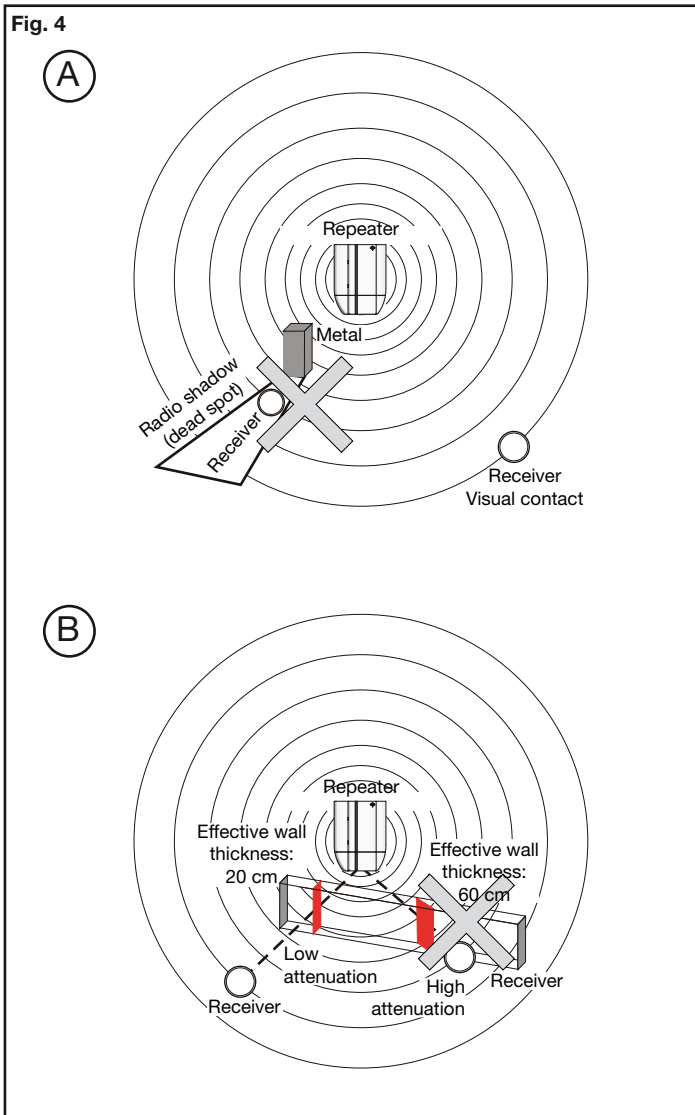 Fig. 4
A
Repeater
Metal
Radio shadow
(dead spot)
Receiver
Receiver
Visual contact
B
Repeater
Effective wall
thickness:
20 cm
Effective wall
thickness:
60 cm
Low
attenuation
High
attenuation
Receiver
Receiver